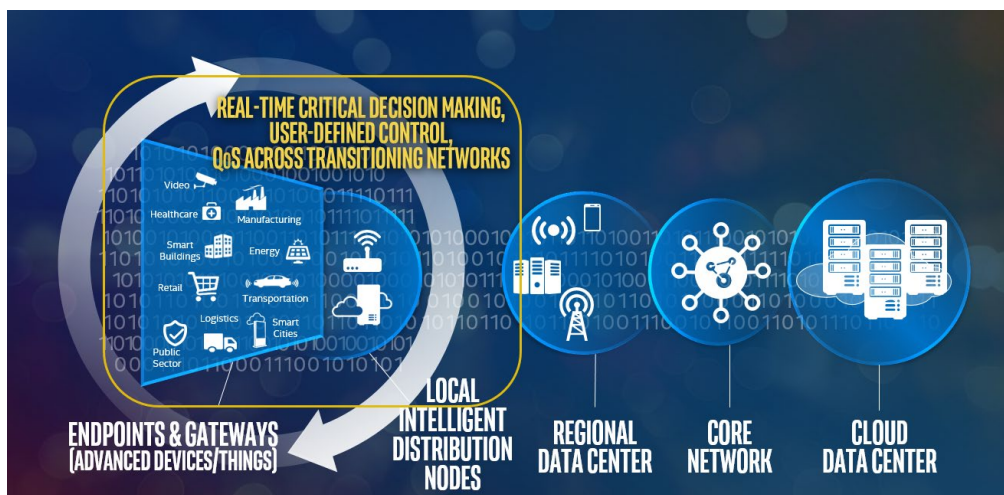 REAL-TIME CRITICAL DECISION MAKING,
USER-DEFINED CONTROL,
QoS ACROSS TRANSITIONING NETWORKS
Video
Healthcare
Manufacturing
Smart
Buildings
Energy
Retail
Transportation
Logistics
Smart
Cities
Public
Sector
ENDPOINTS & GATEWAYS
(ADVANCED DEVICES/THINGS)
LOCAL
INTELLIGENT
DISTRIBUTION
NODES
REGIONAL
DATA CENTER
CORE
NETWORK
CLOUD
DATA CENTER